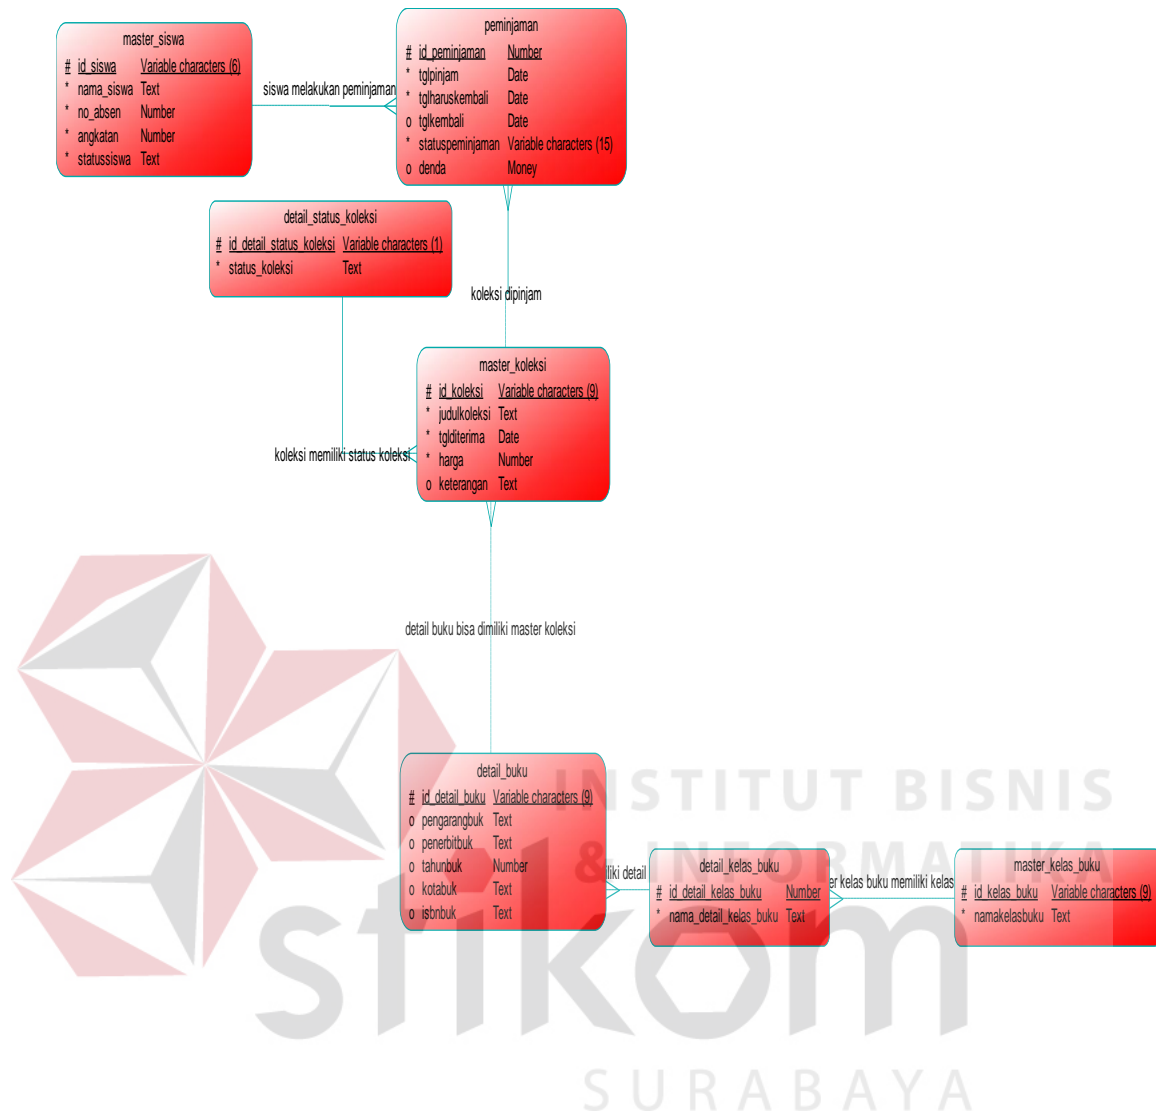 master_siswa
# id_siswa Variable characters (6)
* nama_siswa Text
* no_absen Number
* angkatan Number
* statussiswa Text
siswa melakukan peminjaman
peminjaman
# id_peminjaman Number
* tglpinjam Date
* tglharuskembali Date
o tglkembali Date
* statuspeminjaman Variable characters (15)
o denda Money
detail_status_koleksi
# id_detail_status_koleksi Variable characters (1)
* status_koleksi Text
koleksi dipinjam
master_koleksi
# id_koleksi Variable characters (9)
* judulkoleksi Text
* tglditerima Date
* harga Number
o keterangan Text
koleksi memiliki status koleksi
detail buku bisa dimiliki master koleksi
detail_buku
# id_detail_buku Variable characters (9)
o pengarangbuk Text
o penerbitbuk Text
o tahunbuk Number
o kotabuk Text
o isbnbuk Text
liki detail
detail_kelas_buku
# id_detail_kelas_buku Number
* nama_detail_kelas_buku Text
er kelas buku memiliki kelas
master_kelas_buku
# id_kelas_buku Variable characters (9)
* namakelasbuku Text
INSTITUT BISNIS
& INFORMATIKA
stikom
SURABAYA